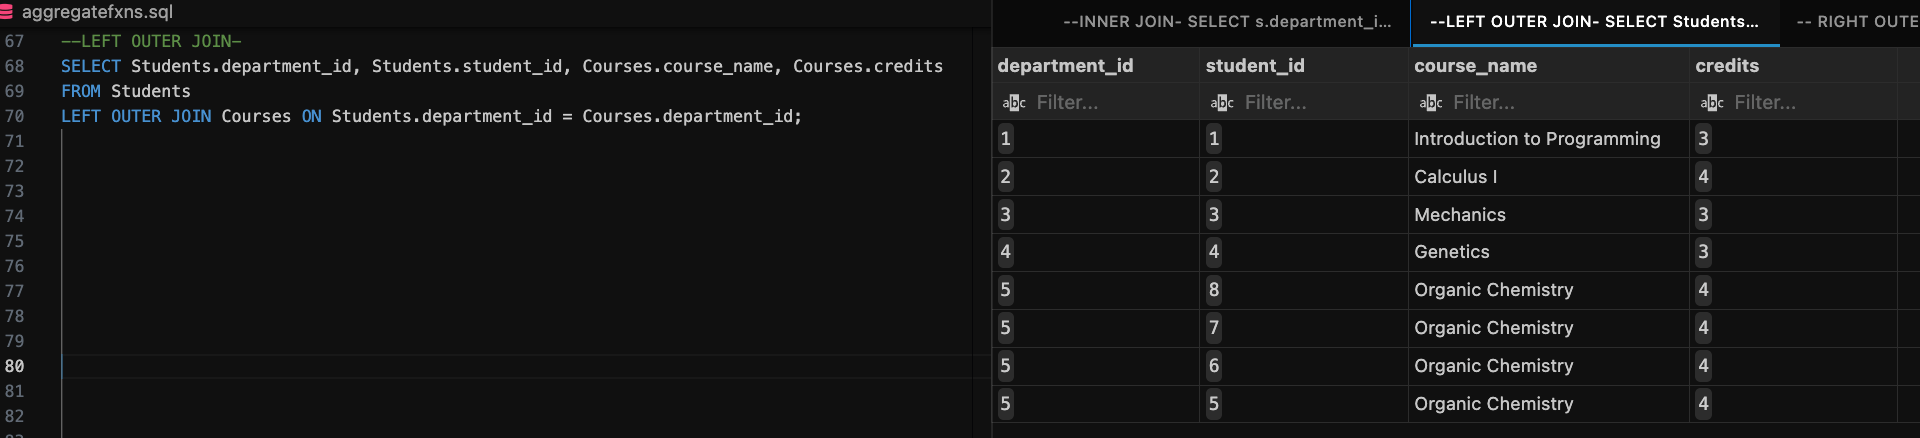 aggregatefxns.sql
67 --LEFT OUTER JOIN-
68 SELECT Students.department_id, Students.student_id, Courses.course_name, Courses.credits
69 FROM Students
70 LEFT OUTER JOIN Courses ON Students.department_id = Courses.department_id;
71
72
73
74
75
76
77
78
79
80
81
82
--INNER JOIN- SELECT s.department_i... --LEFT OUTER JOIN- SELECT Students... -- RIGHT OUTE
department_id student_id course_name credits
abc Filter... abc Filter... abc Filter... abc Filter...
1 1 Introduction to Programming 3
2 2 Calculus I 4
3 3 Mechanics 3
4 4 Genetics 3
5 8 Organic Chemistry 4
5 7 Organic Chemistry 4
5 6 Organic Chemistry 4
5 5 Organic Chemistry 4